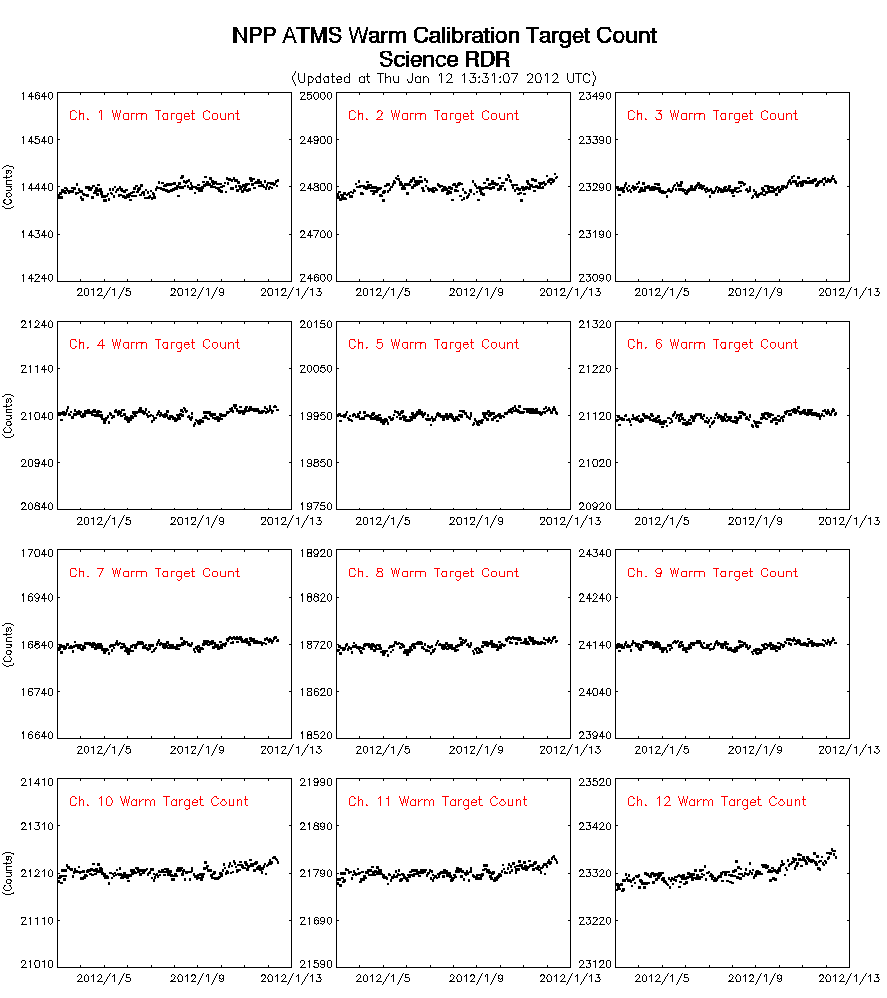 NPP ATMS Warm Calibration Target Count
Science RDR
(Updated at Thu Jan 12 13:31:07 2012 UTC)
14640 25000 23490
Ch. 1 Warm Target Count Ch. 2 Warm Target Count Ch. 3 Warm Target Count
14540 24900 23390
(Counts)
14440 24800 23290
14340 24700 23190
14240 24600 23090
2012/1/5 2012/1/9 2012/1/13 2012/1/5 2012/1/9 2012/1/13 2012/1/5 2012/1/9 2012/1/13
21240 20150 21320
Ch. 4 Warm Target Count Ch. 5 Warm Target Count Ch. 6 Warm Target Count
21140 20050 21220
(Counts)
21040 19950 21120
20940 19850 21020
20840 19750 20920
2012/1/5 2012/1/9 2012/1/13 2012/1/5 2012/1/9 2012/1/13 2012/1/5 2012/1/9 2012/1/13
17040 18920 24340
Ch. 7 Warm Target Count Ch. 8 Warm Target Count Ch. 9 Warm Target Count
16940 18820 24240
(Counts)
16840 18720 24140
16740 18620 24040
16640 18520 23940
2012/1/5 2012/1/9 2012/1/13 2012/1/5 2012/1/9 2012/1/13 2012/1/5 2012/1/9 2012/1/13
21410 21990 23520
Ch. 10 Warm Target Count Ch. 11 Warm Target Count Ch. 12 Warm Target Count
21310 21890 23420
(Counts)
21210 21790 23320
21110 21690 23220
21010 21590 23120
2012/1/5 2012/1/9 2012/1/13 2012/1/5 2012/1/9 2012/1/13 2012/1/5 2012/1/9 2012/1/13